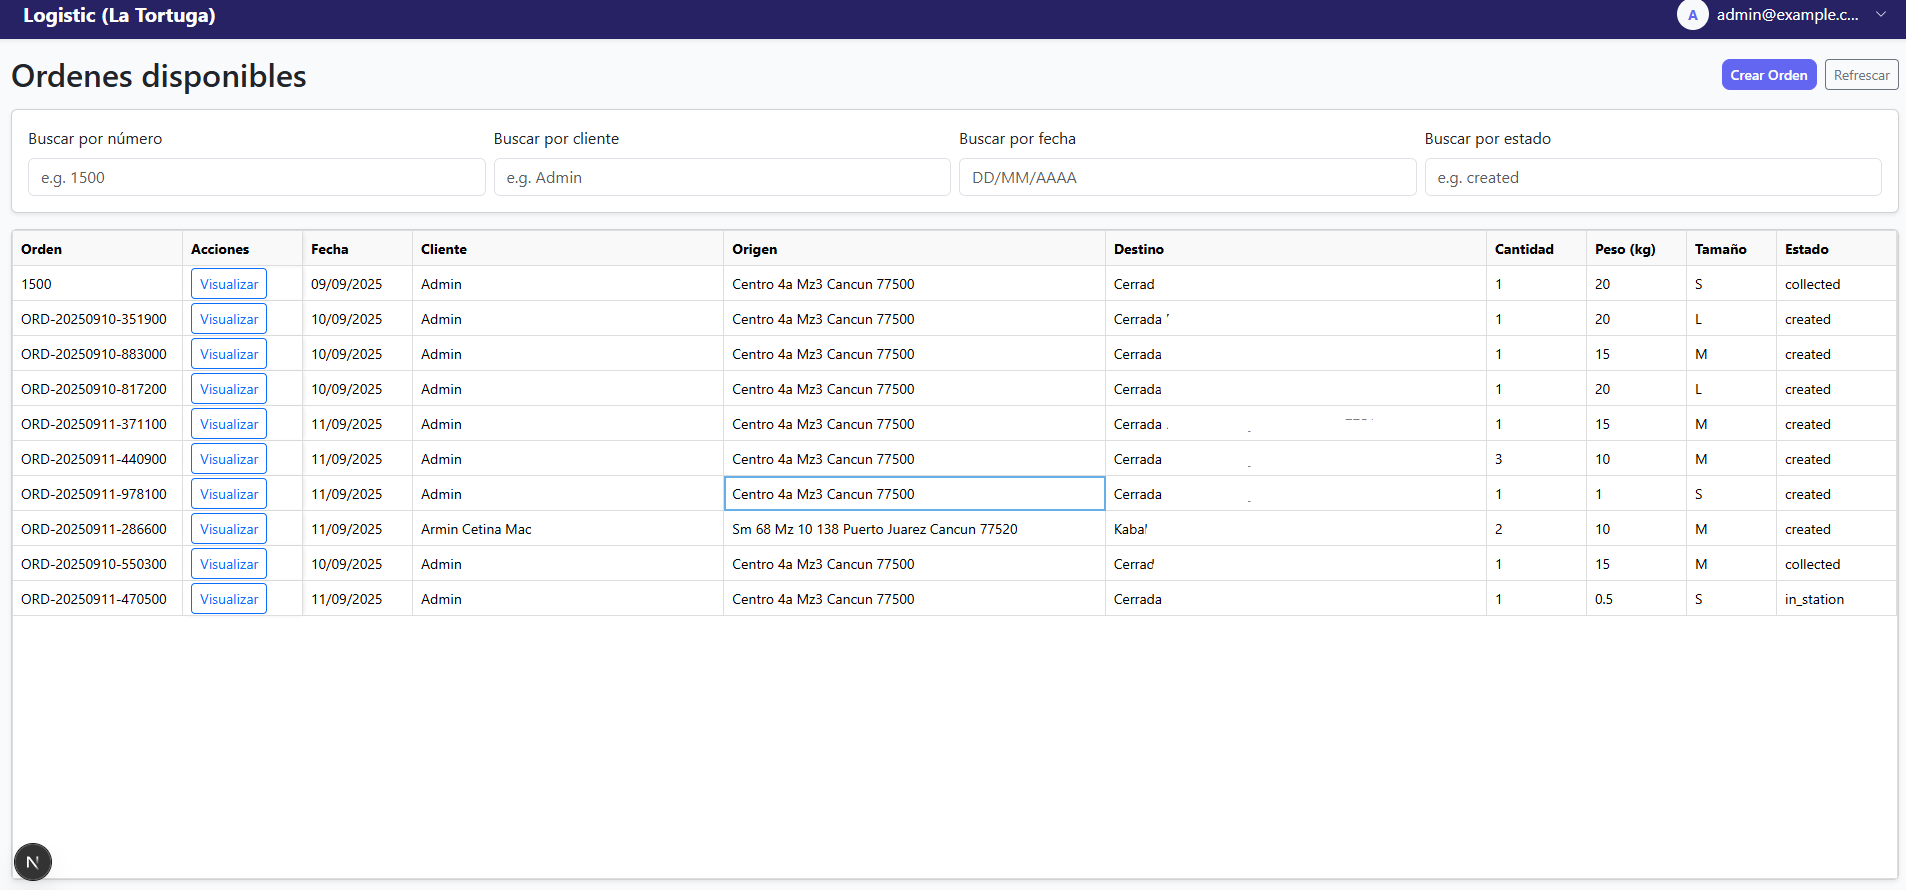 Logistic (La Tortuga)
A admin@example.c...
Ordenes disponibles
Crear Orden Refrescar
Buscar por número Buscar por cliente Buscar por fecha Buscar por estado
e.g. 1500 e.g. Admin DD/MM/AAAA e.g. created
Orden Acciones Fecha Cliente Origen Destino Cantidad Peso (kg) Tamaño Estado
1500 Visualizar 09/09/2025 Admin Centro 4a Mz3 Cancun 77500 Cerrad 1 20 S collected
ORD-20250910-351900 Visualizar 10/09/2025 Admin Centro 4a Mz3 Cancun 77500 Cerrada 1 20 L created
ORD-20250910-883000 Visualizar 10/09/2025 Admin Centro 4a Mz3 Cancun 77500 Cerrada 1 15 M created
ORD-20250910-817200 Visualizar 10/09/2025 Admin Centro 4a Mz3 Cancun 77500 Cerrada 1 20 L created
ORD-20250911-371100 Visualizar 11/09/2025 Admin Centro 4a Mz3 Cancun 77500 Cerrada 1 15 M created
ORD-20250911-440900 Visualizar 11/09/2025 Admin Centro 4a Mz3 Cancun 77500 Cerrada 3 10 M created
ORD-20250911-978100 Visualizar 11/09/2025 Admin Centro 4a Mz3 Cancun 77500 Cerrada 1 1 S created
ORD-20250911-286600 Visualizar 11/09/2025 Armin Cetina Mac Sm 68 Mz 10 138 Puerto Juarez Cancun 77520 Kaba 2 10 M created
ORD-20250910-550300 Visualizar 10/09/2025 Admin Centro 4a Mz3 Cancun 77500 Cerrad 1 15 M collected
ORD-20250911-470500 Visualizar 11/09/2025 Admin Centro 4a Mz3 Cancun 77500 Cerrada 1 0.5 S in_station
N